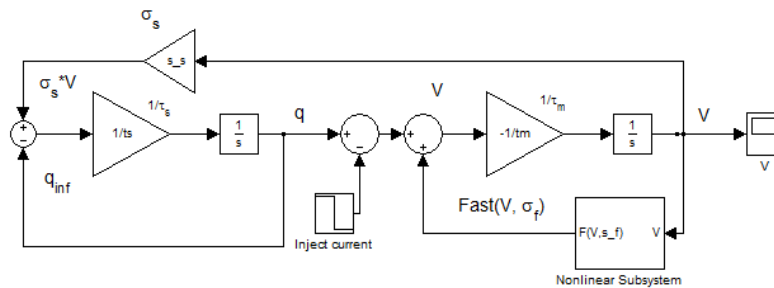 σs
s_s
σs*V
1/τs
1/ts
1
s
q
qinf
+
−
+
−
+
+
V
1/τm
-1/tm
1
s
V
V
Inject current
Fast(V, σf)
F(V,s_f)
V
Nonlinear Subsystem